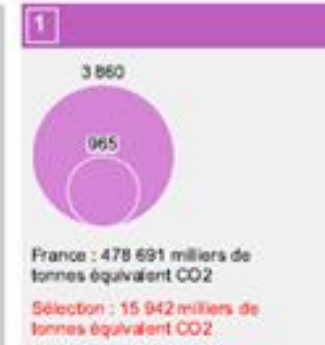 1
3 860
965
France : 478 691 milliers de
tonnes équivalent CO2
Sélection : 15 942 milliers de
tonnes équivalent CO2